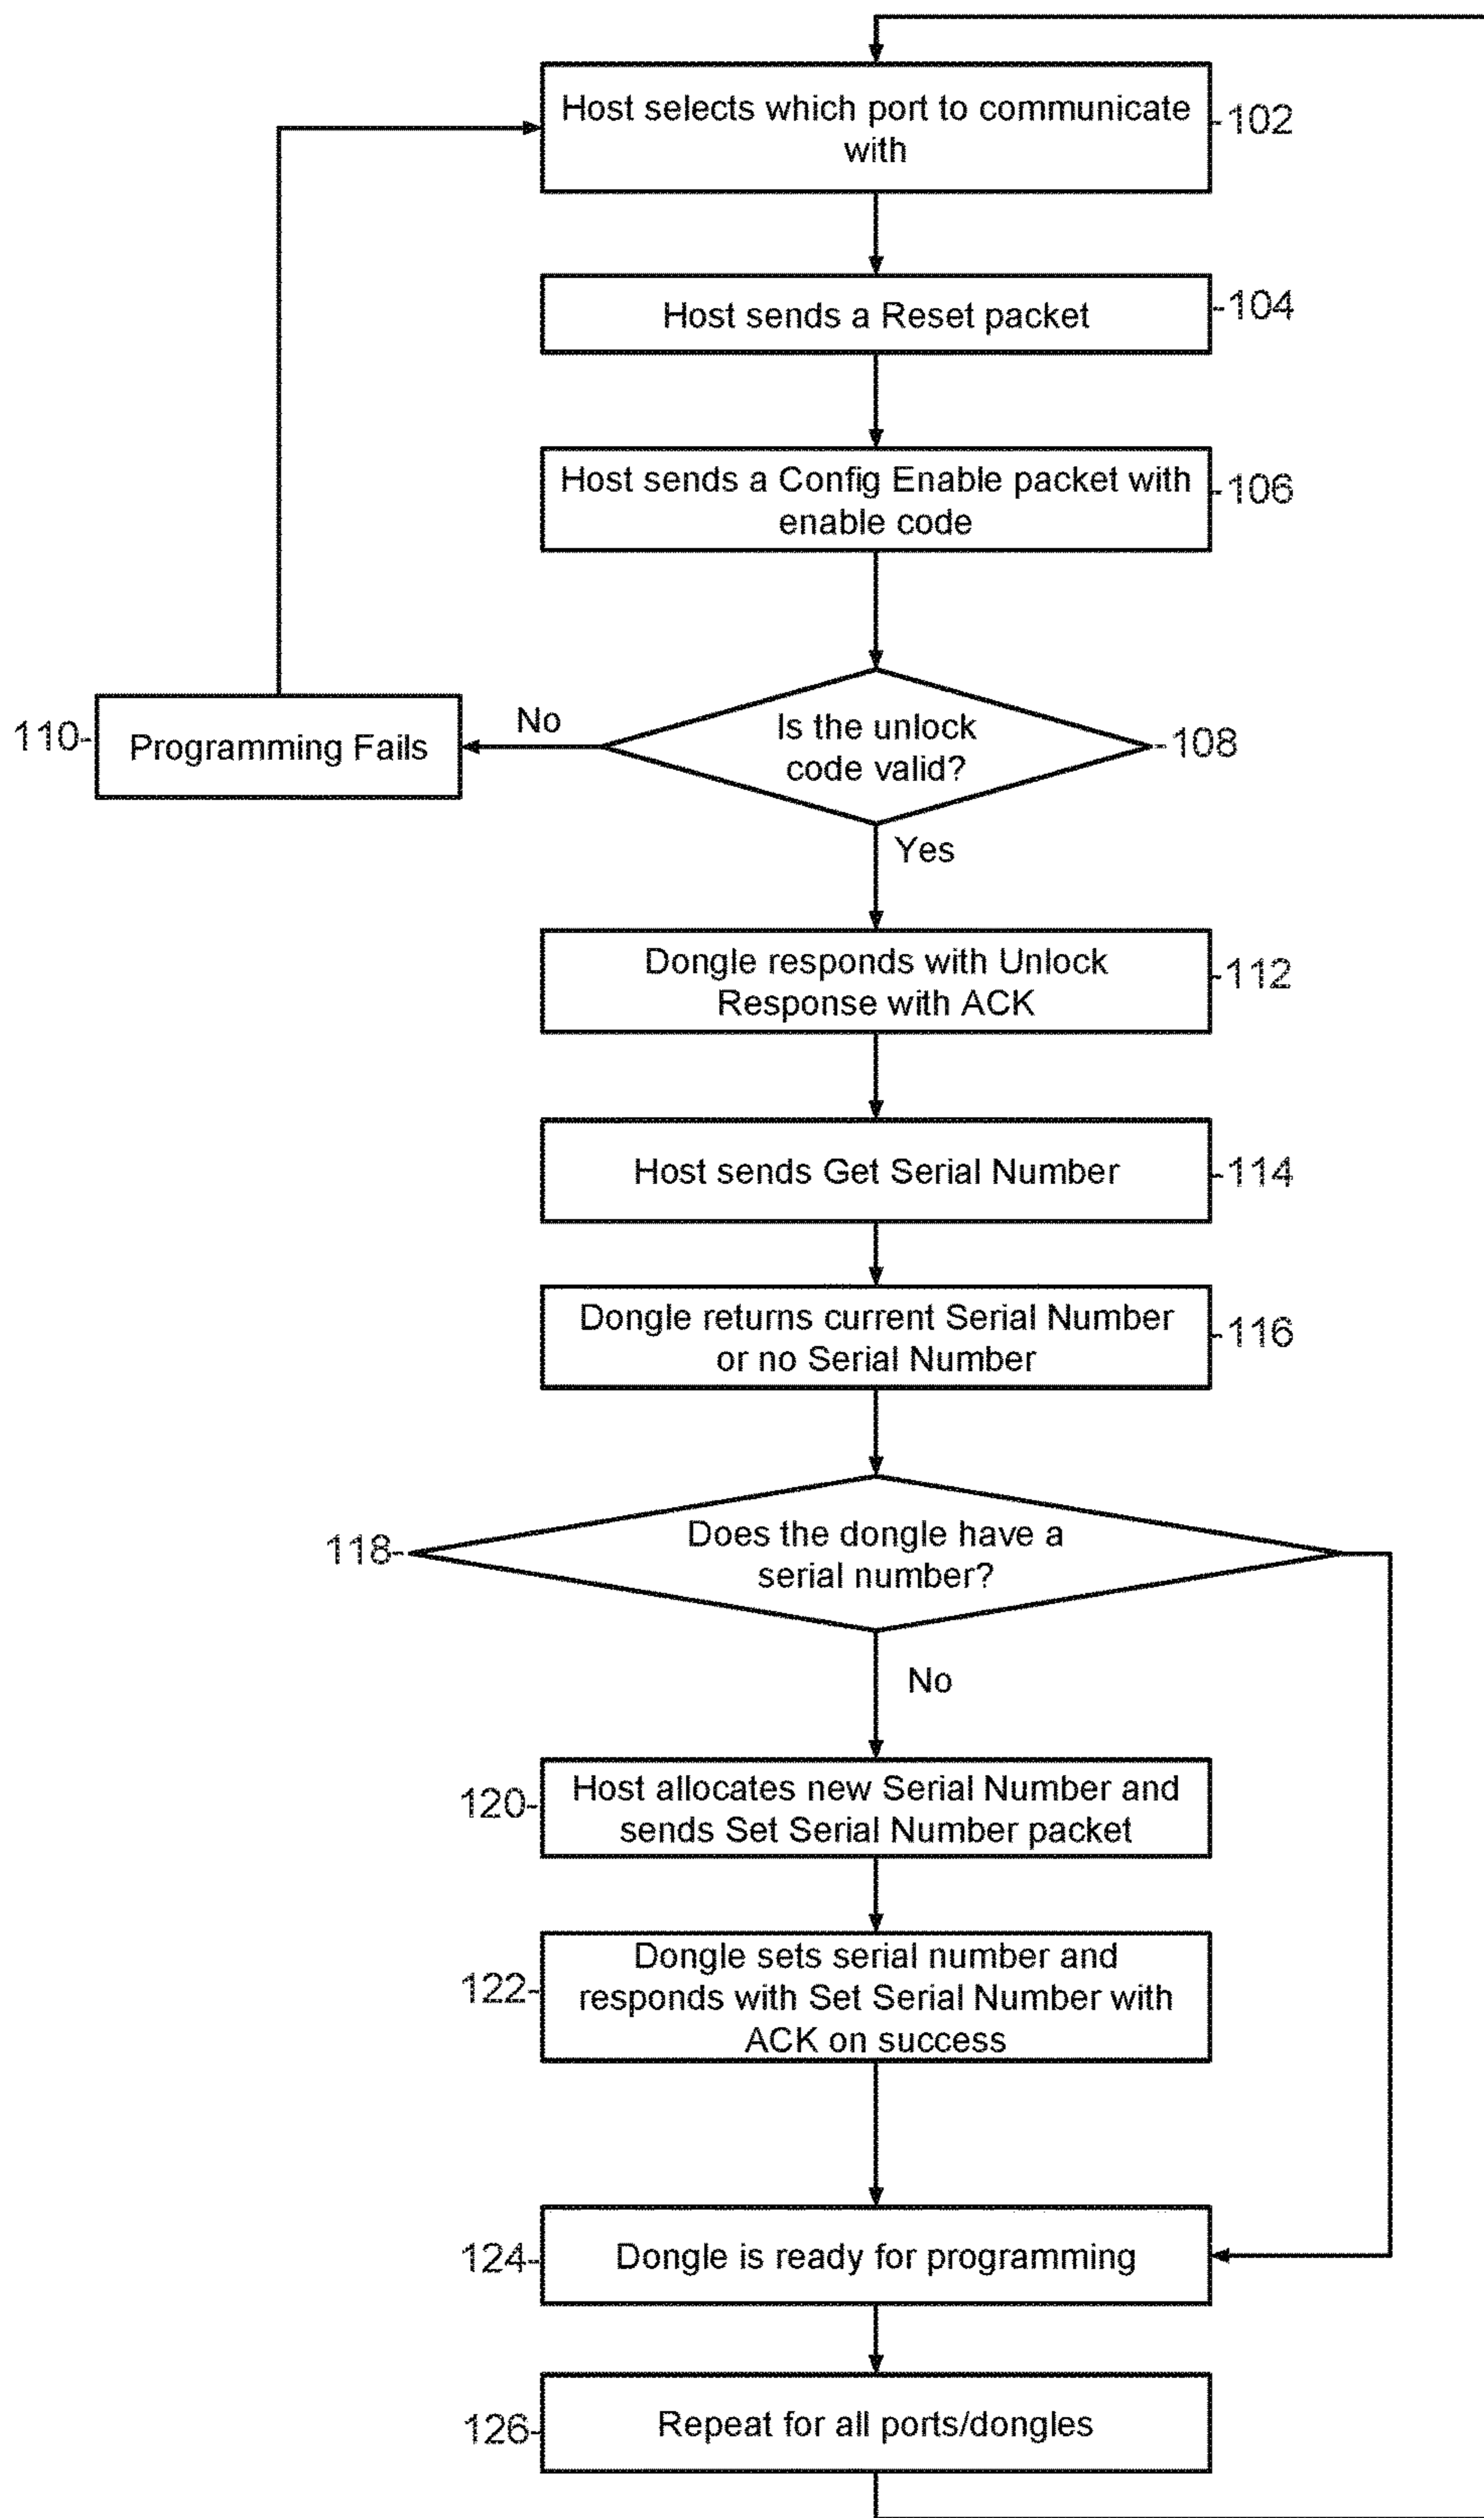 Host selects which port to communicate
with
102
Host sends a Reset packet
104
Host sends a Config Enable packet with
enable code
106
Is the unlock
code valid?
108
No
110
Programming Fails
Yes
Dongle responds with Unlock
Response with ACK
112
Host sends Get Serial Number
114
Dongle returns current Serial Number
or no Serial Number
116
118
Does the dongle have a
serial number?
No
120
Host allocates new Serial Number and
sends Set Serial Number packet
122
Dongle sets serial number and
responds with Set Serial Number with
ACK on success
124
Dongle is ready for programming
126
Repeat for all ports/dongles